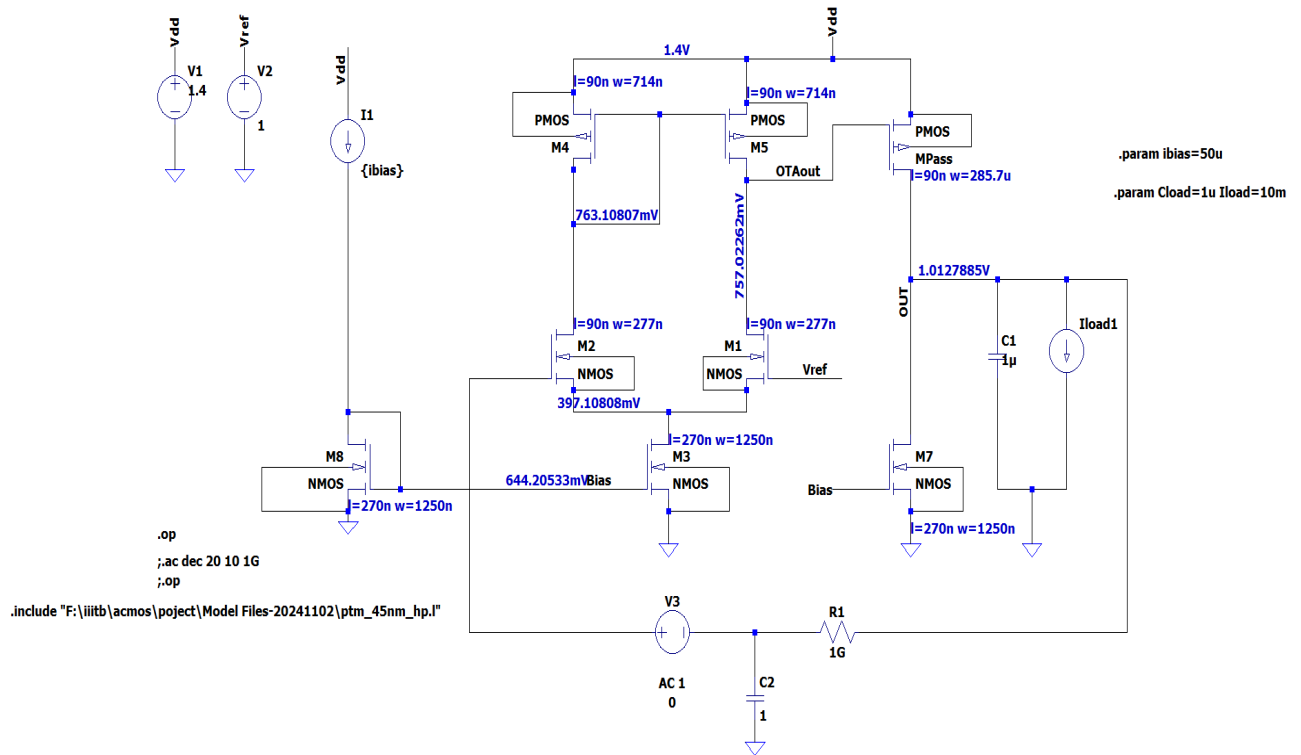 Vdd
Vref
V1
1.4
V2
1
Vdd
I1
{ibias}
Vdd
1.4V
l=90n w=714n
PMOS
M4
l=90n w=714n
PMOS
M5
OTAout
PMOS
MPass
l=90n w=285.7u
.param ibias=50u
.param Cload=1u Iload=10m
763.10807mV
757.02262mV
1.0127885V
OUT
l=90n w=277n
M2
NMOS
l=90n w=277n
M1
NMOS
Vref
C1
1µ
Iload1
397.10808mV
M8
NMOS
l=270n w=1250n
644.20533mV
Bias
l=270n w=1250n
M3
NMOS
Bias
M7
NMOS
l=270n w=1250n
.op
;.ac dec 20 10 1G
;.op
.include "F:\iiitb\acmos\poject\Model Files-20241102\ptm_45nm_hp.l"
V3
AC 1
0
R1
1G
C2
1